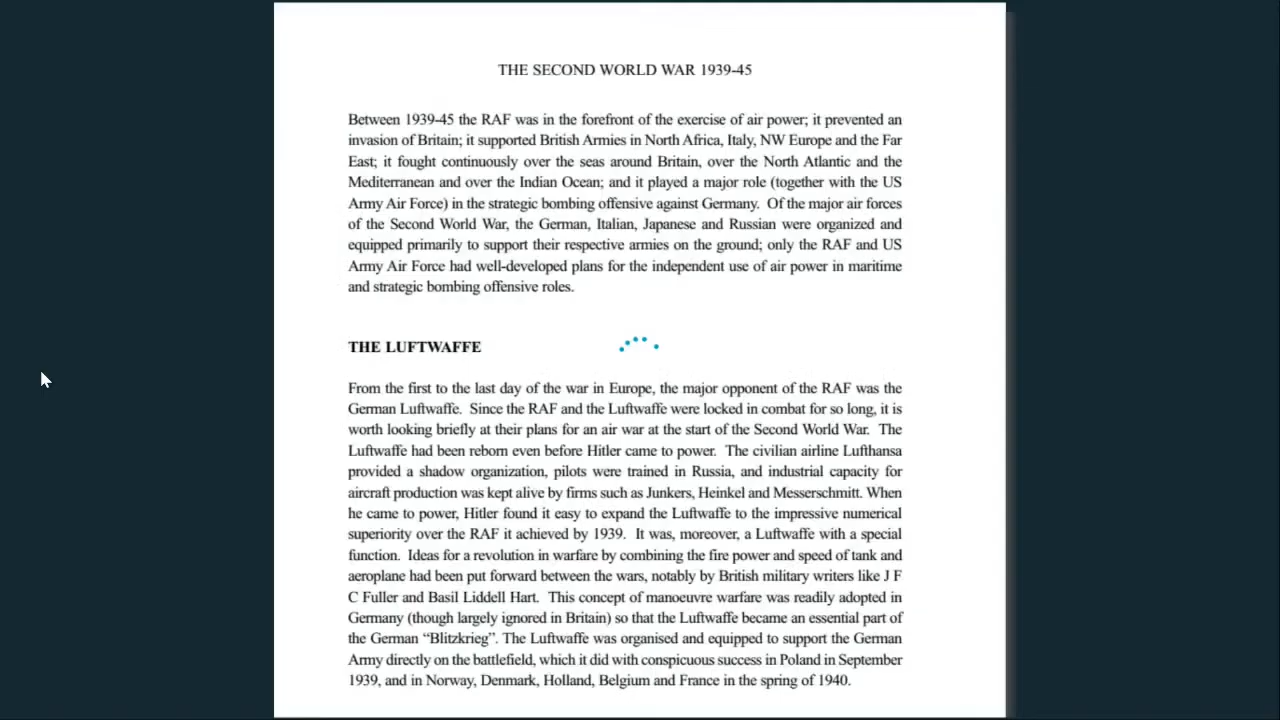 THE SECOND WORLD WAR 1939-45
Between 1939-45 the RAF was in the forefront of the exercise of air power; it prevented an
invasion of Britain; it supported British Armies in North Africa, Italy, NW Europe and the Far
East; it fought continuously over the seas around Britain, over the North Atlantic and the
Mediterranean and over the Indian Ocean; and it played a major role (together with the US
Army Air Force) in the strategic bombing offensive against Germany.  Of the major air forces
of the Second World War, the German, Italian, Japanese and Russian were organized and
equipped primarily to support their respective armies on the ground; only the RAF and US
Army Air Force had well-developed plans for the independent use of air power in maritime
and strategic bombing offensive roles.
THE LUFTWAFFE
From the first to the last day of the war in Europe, the major opponent of the RAF was the
German Luftwaffe.  Since the RAF and the Luftwaffe were locked in combat for so long, it is
worth looking briefly at their plans for an air war at the start of the Second World War.  The
Luftwaffe had been reborn even before Hitler came to power.  The civilian airline Lufthansa
provided a shadow organization, pilots were trained in Russia, and industrial capacity for
aircraft production was kept alive by firms such as Junkers, Heinkel and Messerschmitt. When
he came to power, Hitler found it easy to expand the Luftwaffe to the impressive numerical
superiority over the RAF it achieved by 1939.  It was, moreover, a Luftwaffe with a special
function.  Ideas for a revolution in warfare by combining the fire power and speed of tank and
aeroplane had been put forward between the wars, notably by British military writers like J F
C Fuller and Basil Liddell Hart.  This concept of manoeuvre warfare was readily adopted in
Germany (though largely ignored in Britain) so that the Luftwaffe became an essential part of
the German “Blitzkrieg”. The Luftwaffe was organised and equipped to support the German
Army directly on the battlefield, which it did with conspicuous success in Poland in September
1939, and in Norway, Denmark, Holland, Belgium and France in the spring of 1940.